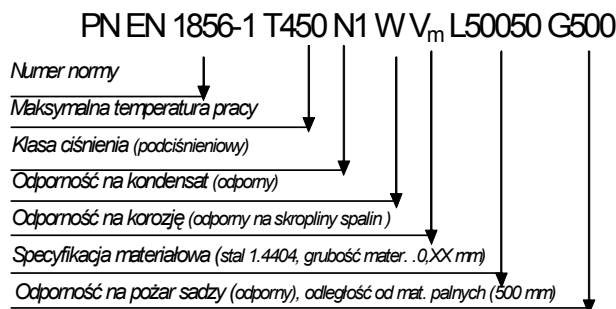 PN EN 1856-1 T450 N1 W Vm L50050 G500
Numer normy
Maksymalna temperatura pracy
Klasa ciśnienia (podciśnieniowy)
Odporność na kondensat (odporny)
Odporność na korozję (odporny na skropliny spalin )
Specyfikacja materiałowa (stal 1.4404, grubość mater. .0,XX mm)
Odporność na pożar sadzy (odporny), odległość od mat. palnych (500 mm)